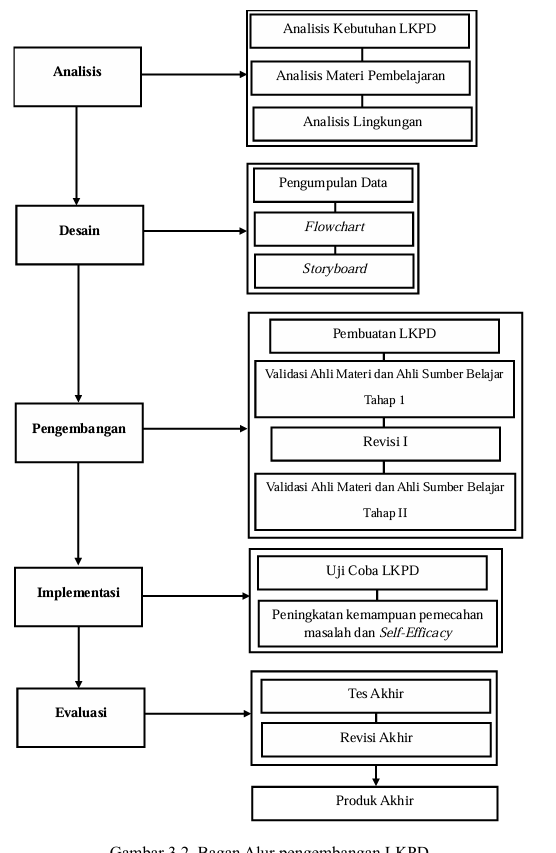 Analisis
Analisis Kebutuhan LKPD
Analisis Materi Pembelajaran
Analisis Lingkungan
Desain
Pengumpulan Data
Flowchart
Storyboard
Pengembangan
Pembuatan LKPD
Validasi Ahli Materi dan Ahli Sumber Belajar
Tahap 1
Revisi I
Validasi Ahli Materi dan Ahli Sumber Belajar
Tahap II
Implementasi
Uji Coba LKPD
Peningkatan kemampuan pemecahan
masalah dan Self-Efficacy
Evaluasi
Tes Akhir
Revisi Akhir
Produk Akhir
Gambar 3.2. Bagan Alur pengembangan LKPD